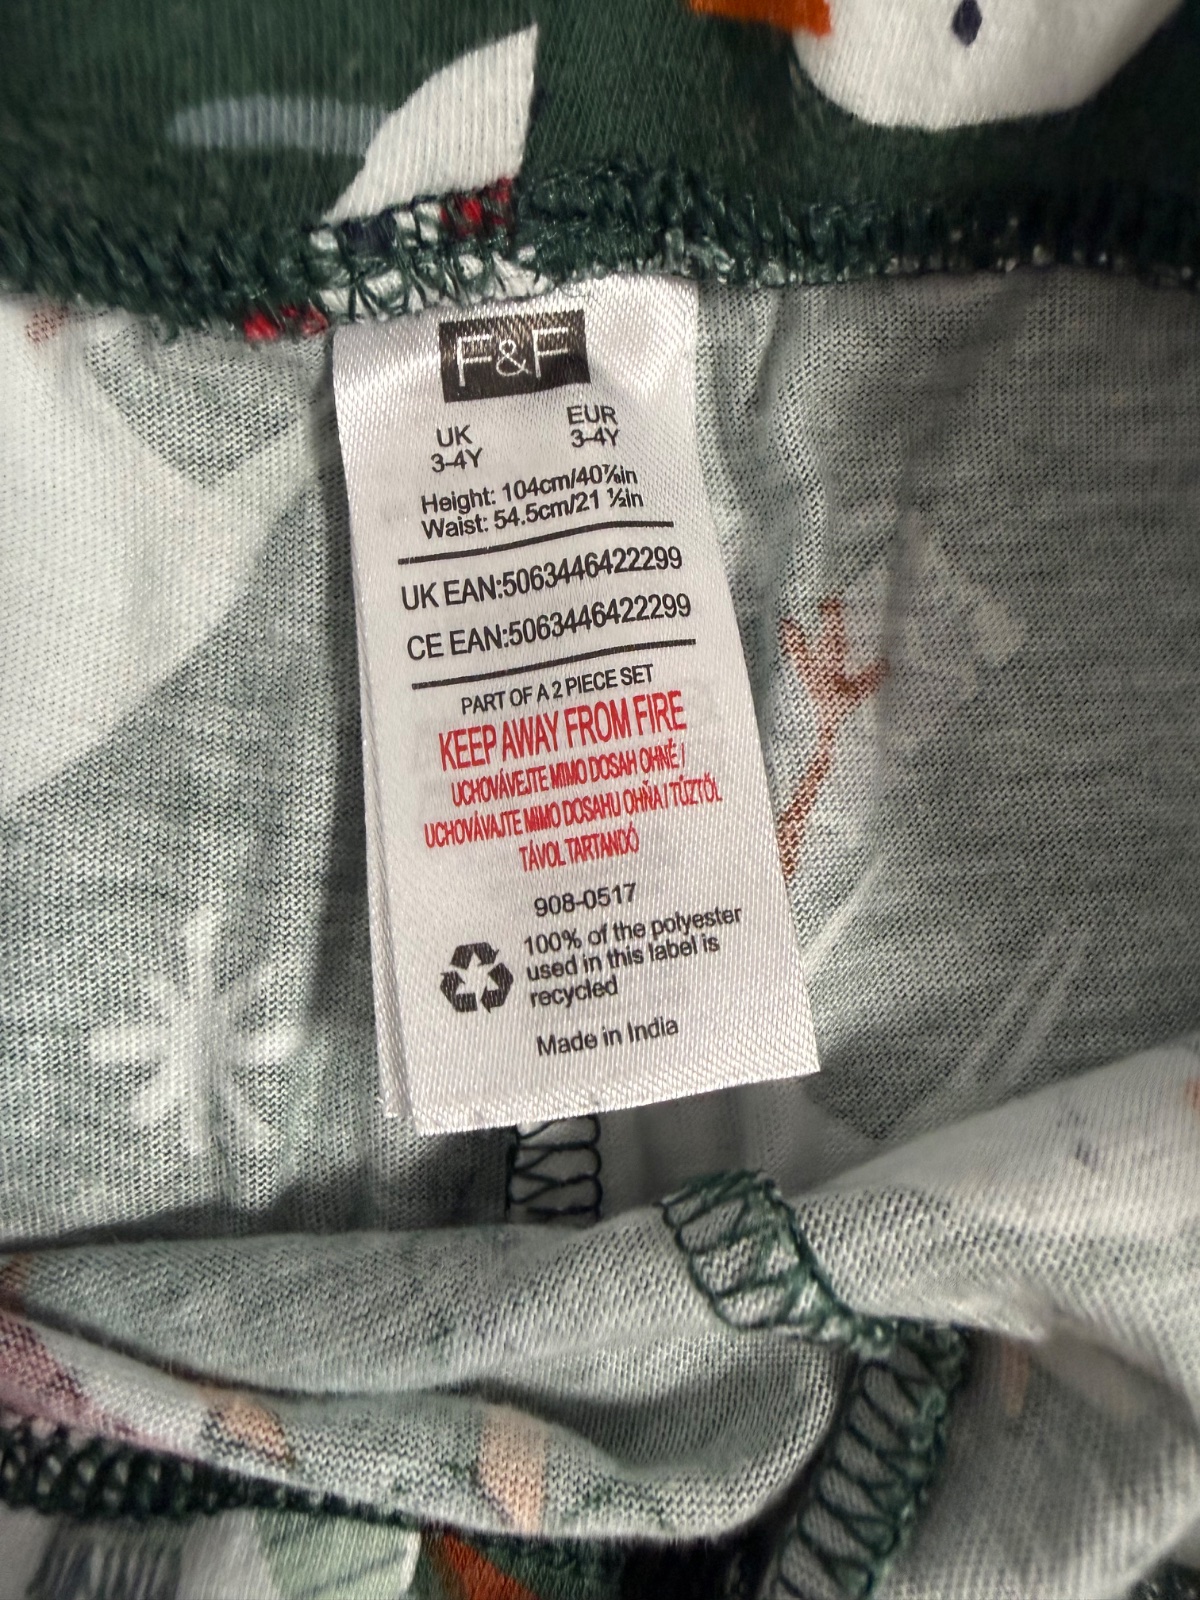 F&F
UK EUR
3-4Y 3-4Y
Height: 104cm/40⅞in
Waist: 54.5cm/21 ½in
UK EAN:5063446422299
CE EAN:5063446422299
PART OF A 2 PIECE SET
KEEP AWAY FROM FIRE
UCHOVÁVEJTE MIMO DOSAH OHNĚ /
UCHOVÁVAJTE MIMO DOSAHU OHŇA / TŰZTŐL
TÁVOL TARTANDÓ
908-0517
100% of the polyester
used in this label is
recycled
Made in India